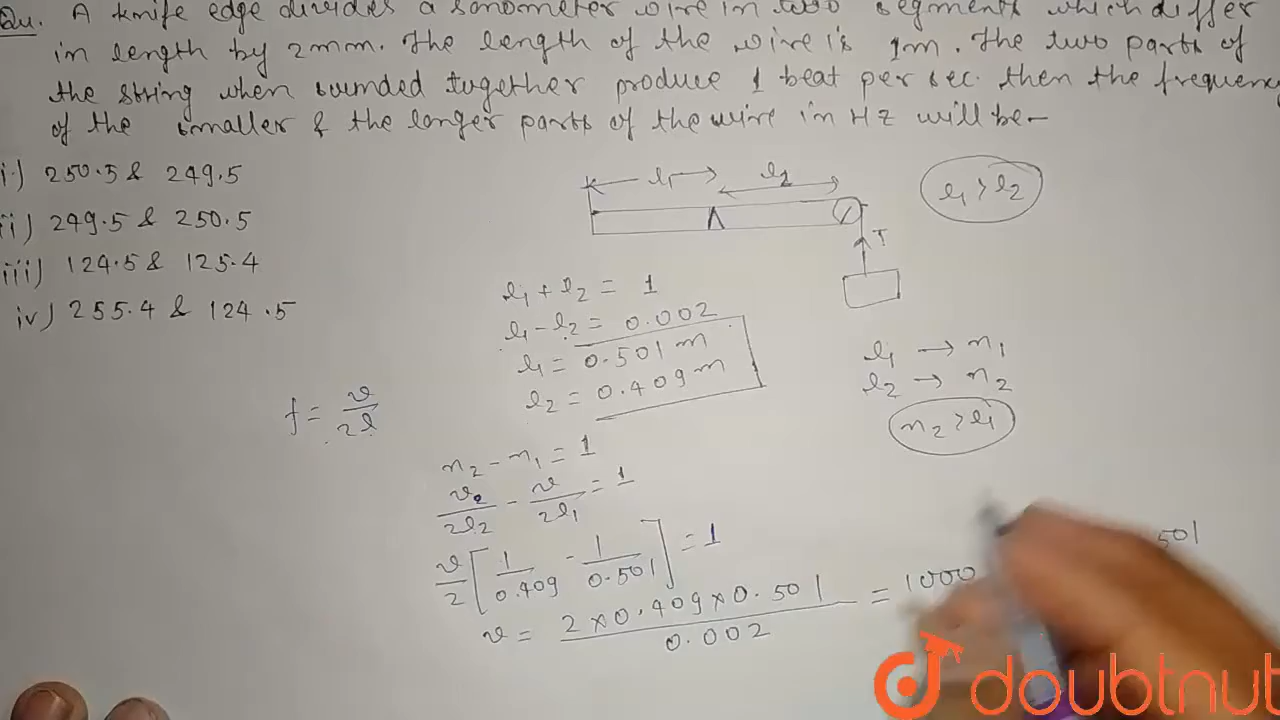 Qu. A knife edge divides a sonometer wire in two segments which differ
in length by 2mm. The length of the wire is 1m. The two parts of
the string when sounded together produce 1 beat per sec. then the frequency
of the smaller & the longer parts of the wire in HZ will be-
i) 250.5 & 249.5
ii) 249.5 & 250.5
iii) 124.5 & 125.4
iv) 255.4 & 124.5
l1 l2
l1 > l2
T
l1 + l2 = 1
l1 - l2 = 0.002
l1 = 0.501 m
l2 = 0.409 m
l1 → n1
l2 → n2
n2 > l1
f = v/2l
n2 - n1 = 1
v2/2l2 - v/2l1 = 1
v/2 [1/0.409 - 1/0.501] = 1
v = 2 × 0.409 × 0.501 / 0.002 = 1000
501
doubtnut